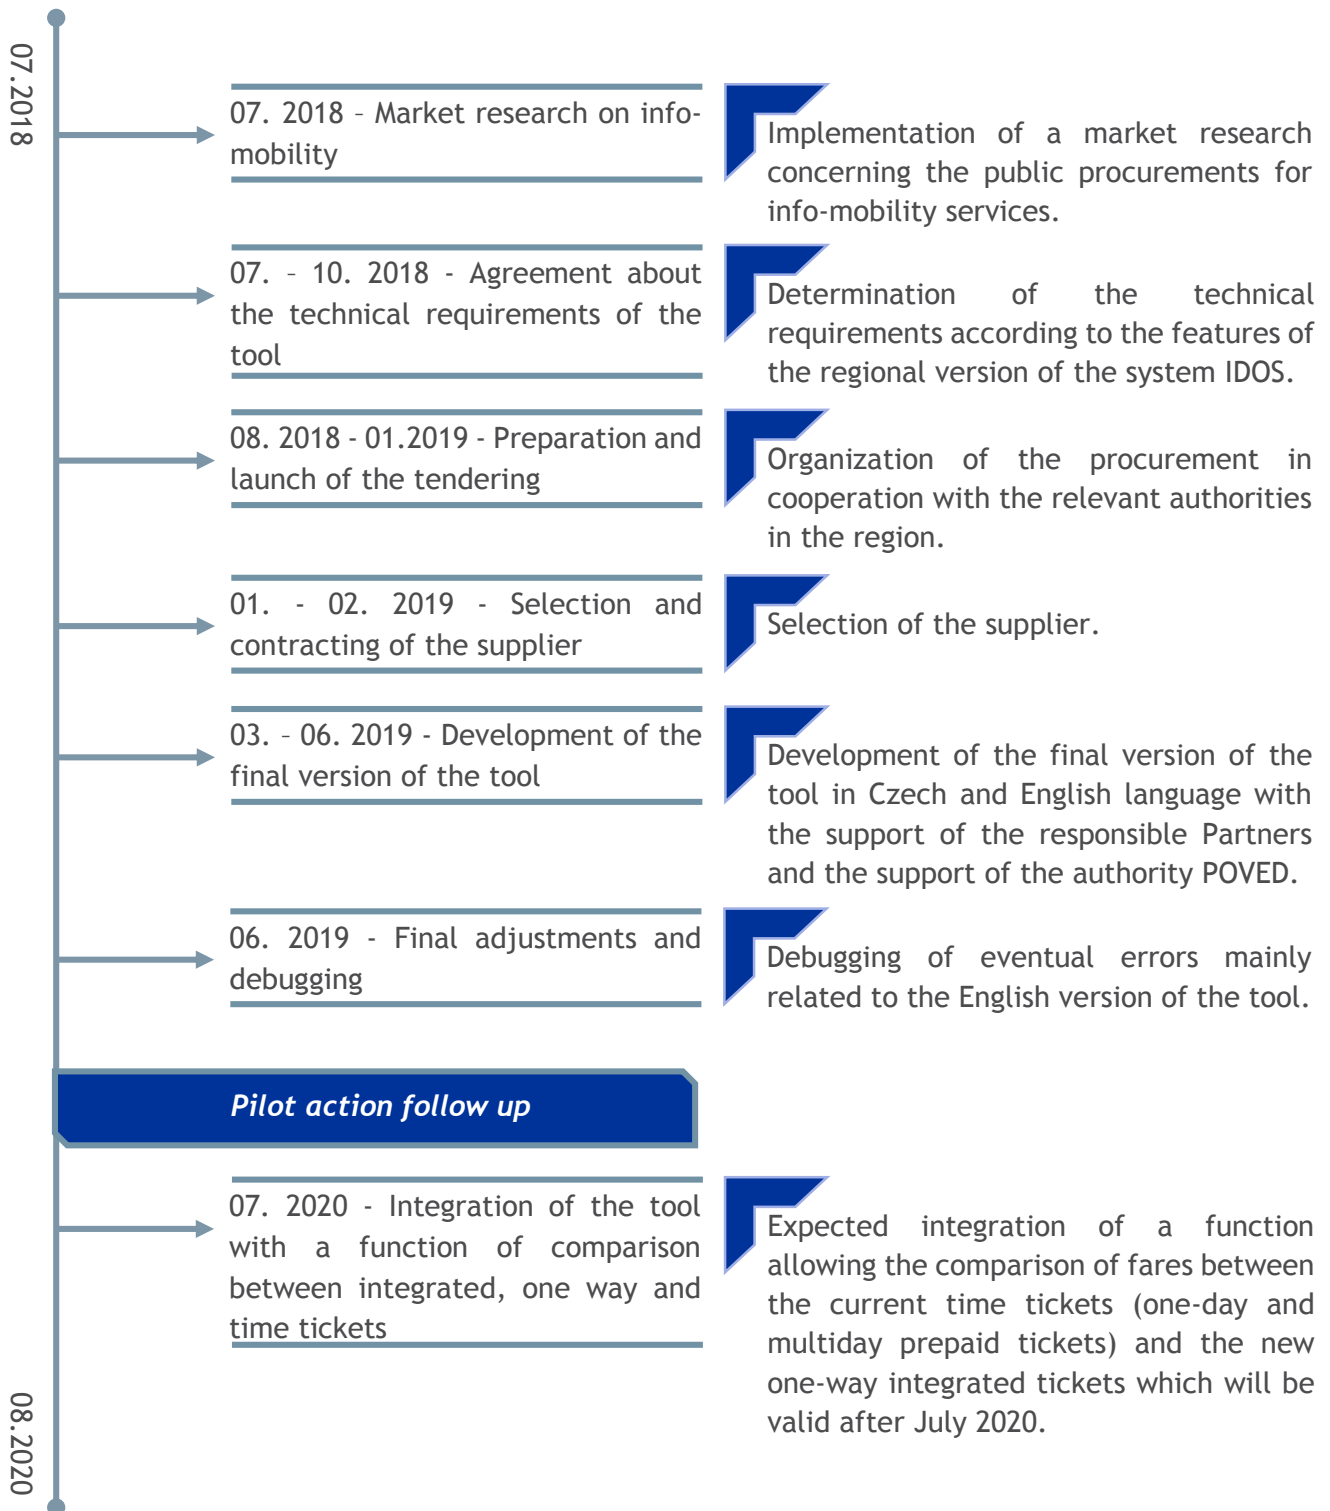 07.2018
07. 2018 – Market research on info-
mobility
Implementation of a market research
concerning the public procurements for
info-mobility services.
07. – 10. 2018 - Agreement about
the technical requirements of the
tool
Determination of the technical
requirements according to the features of
the regional version of the system IDOS.
08. 2018 - 01.2019 - Preparation and
launch of the tendering
Organization of the procurement in
cooperation with the relevant authorities
in the region.
01. - 02. 2019 - Selection and
contracting of the supplier
Selection of the supplier.
03. – 06. 2019 - Development of the
final version of the tool
Development of the final version of the
tool in Czech and English language with
the support of the responsible Partners
and the support of the authority POVED.
06. 2019 - Final adjustments and
debugging
Debugging of eventual errors mainly
related to the English version of the tool.
Pilot action follow up
07. 2020 - Integration of the tool
with a function of comparison
between integrated, one way and
time tickets
Expected integration of a function
allowing the comparison of fares between
the current time tickets (one-day and
multiday prepaid tickets) and the new
one-way integrated tickets which will be
valid after July 2020.
08.2020